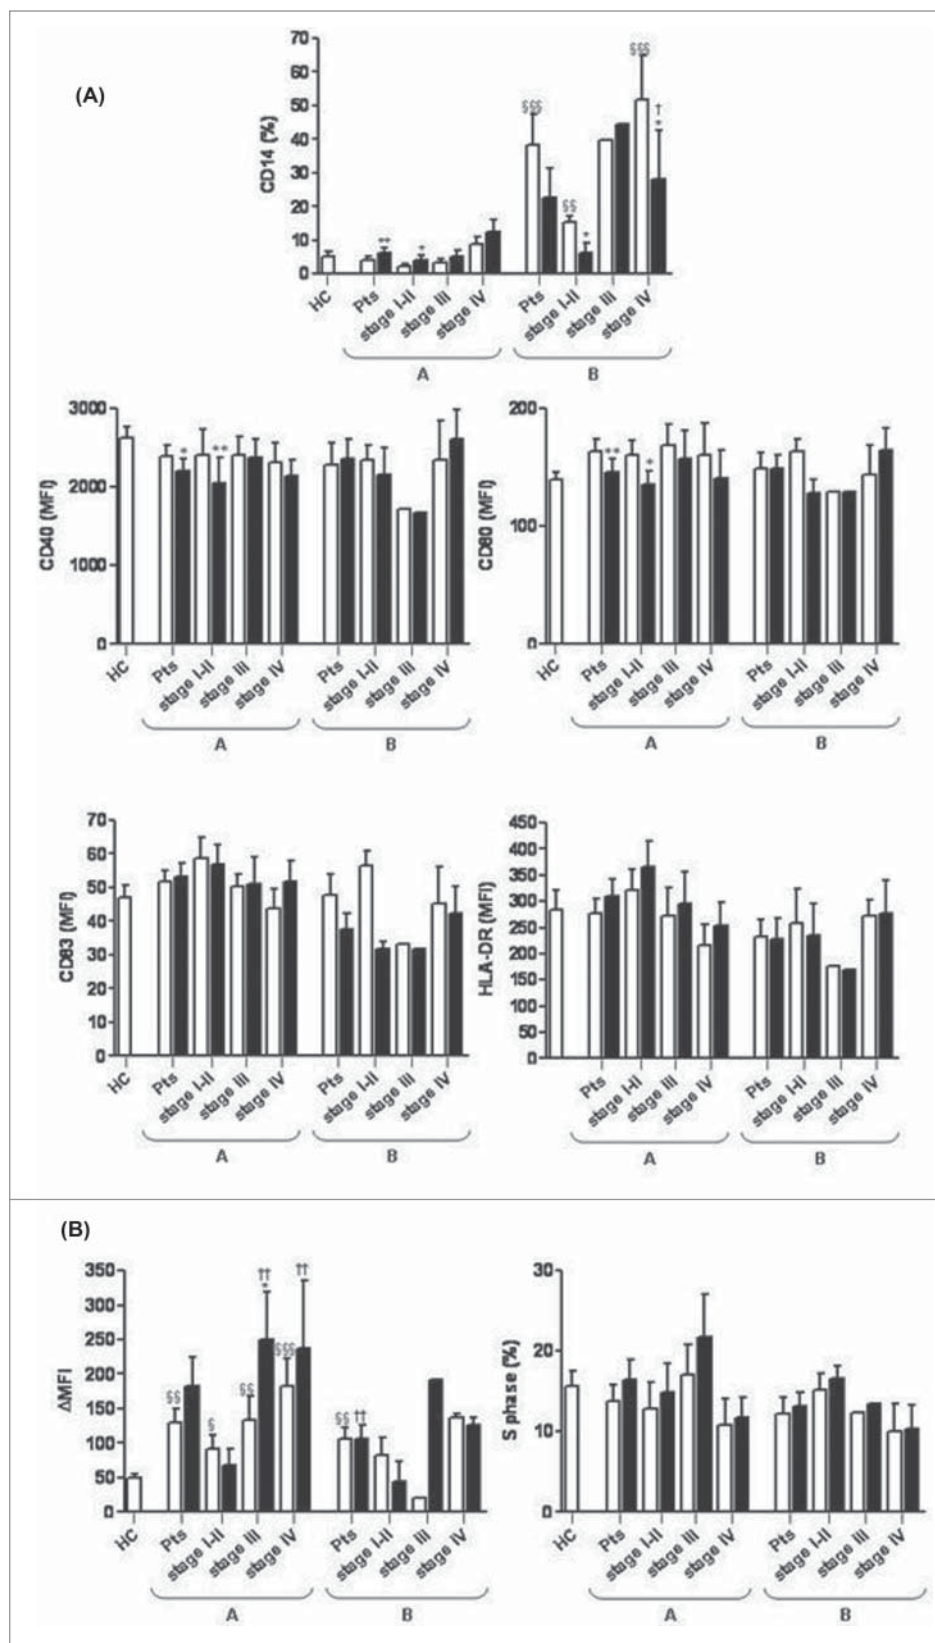 (A)
CD14 (%)
70
60
50
40
30
20
10
0
** * §§§ §§ * §§§ † *
HC Pts stage I-II stage III stage IV Pts stage I-II stage III stage IV
A B
CD40 (MFI)
3000
2000
1000
0
* **
HC Pts stage I-II stage III stage IV Pts stage I-II stage III stage IV
A B
CD80 (MFI)
200
100
0
** *
HC Pts stage I-II stage III stage IV Pts stage I-II stage III stage IV
A B
CD83 (MFI)
70
60
50
40
30
20
10
0
HC Pts stage I-II stage III stage IV Pts stage I-II stage III stage IV
A B
HLA-DR (MFI)
450
400
350
300
250
200
150
100
50
0
Pts stage I-II stage III stage IV Pts stage I-II stage III stage IV
A B
(B)
ΔMFI
350
300
250
200
150
100
50
0
§§ § §§ †† * §§§ †† §§ ††
HC Pts stage I-II stage III stage IV Pts stage I-II stage III stage IV
A B
S phase (%)
30
20
10
0
HC Pts stage I-II stage III stage IV Pts stage I-II stage III stage IV
A B